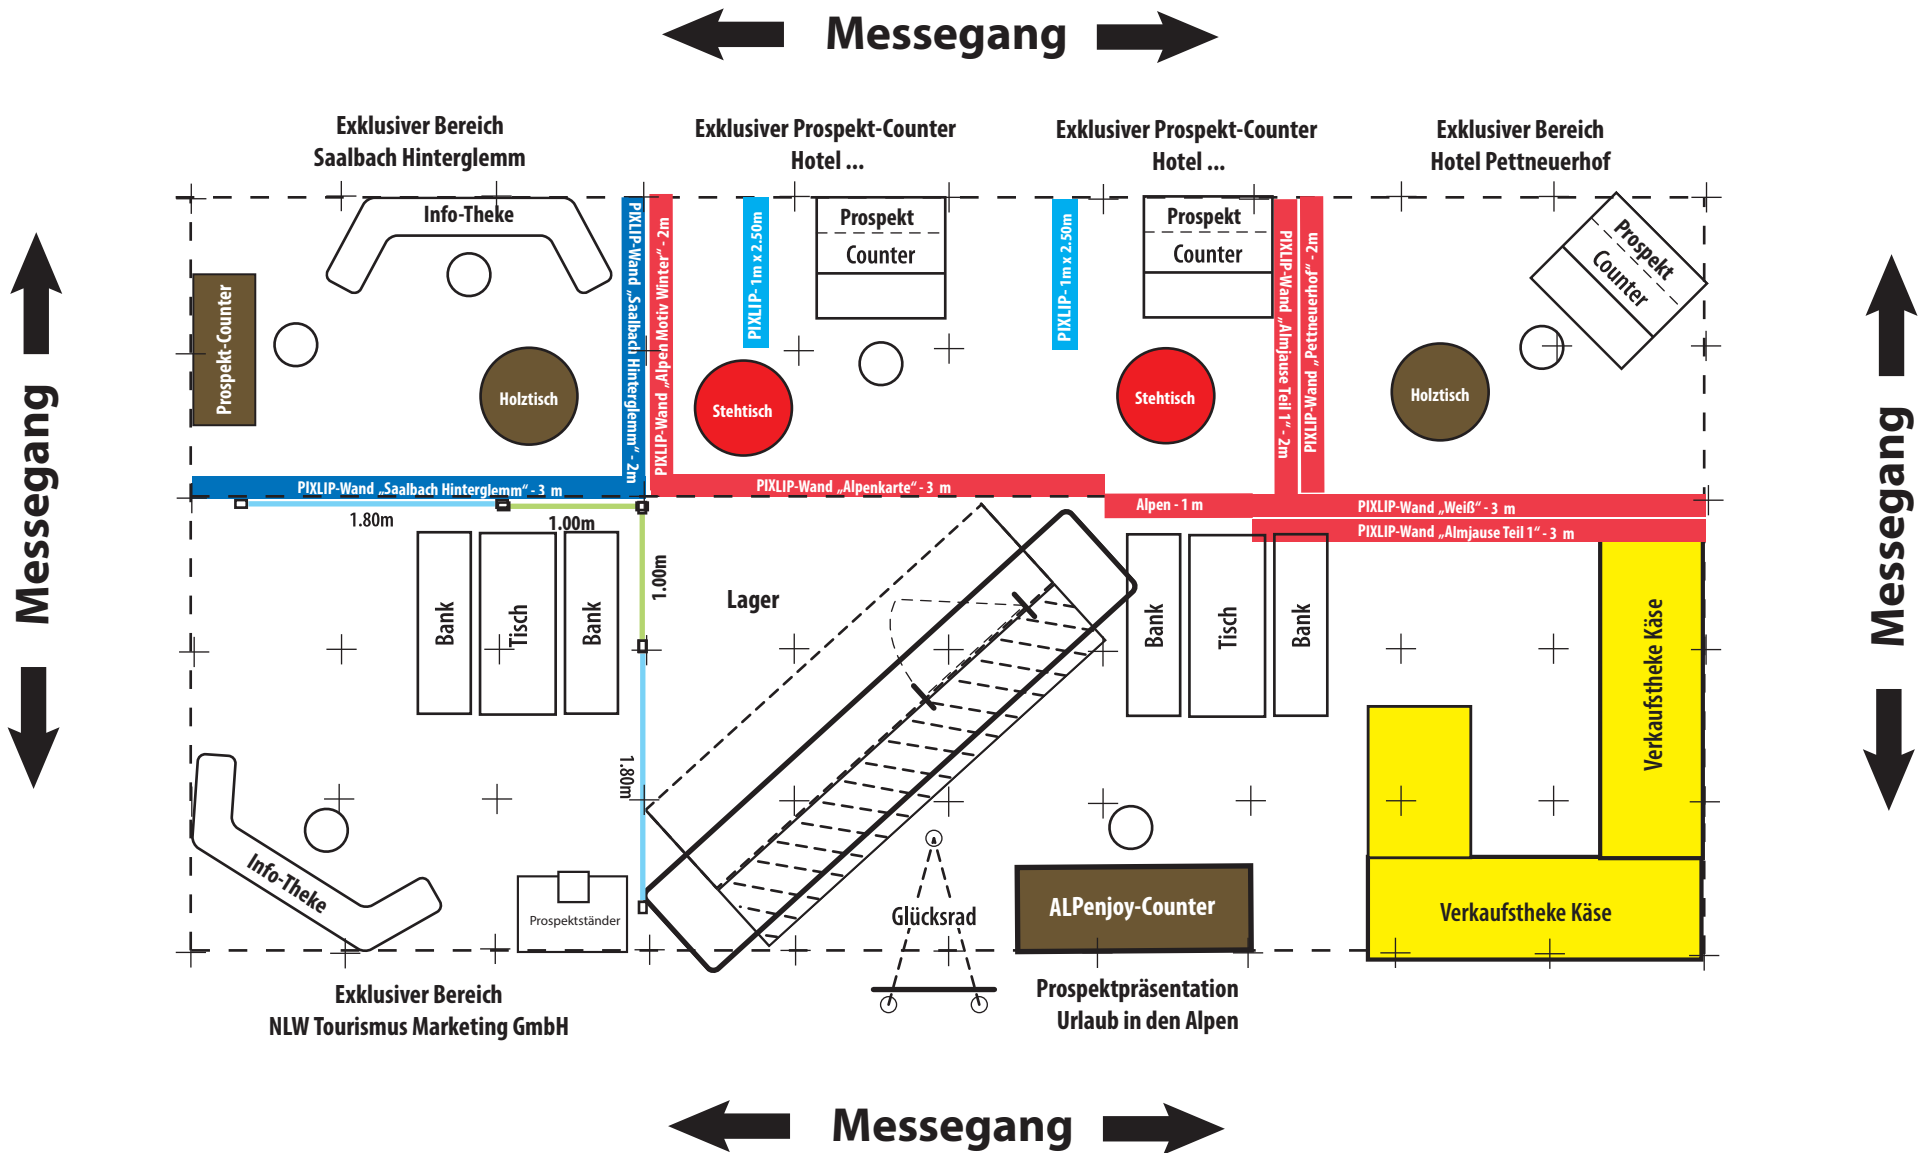 Messegang
Exklusiver Bereich
Saalbach Hinterglemm
Exklusiver Prospekt-Counter
Hotel ...
Exklusiver Prospekt-Counter
Hotel ...
Exklusiver Bereich
Hotel Pettneuerhof
Messegang
Messegang
Info-Theke
Prospekt-Counter
Holztisch
PIXLIP-Wand „Saalbach Hinterglemm“ - 2m
PIXLIP-Wand „Alpen Motiv Winter“ - 2m
PIXLIP- 1m x 2.50m
Prospekt
Counter
Stehtisch
PIXLIP- 1m x 2.50m
Prospekt
Counter
Stehtisch
PIXLIP-Wand „Almjause Teil 1“ - 2m
PIXLIP-Wand „Pettneuerhof“ - 2m
Prospekt
Counter
Holztisch
PIXLIP-Wand „Saalbach Hinterglemm“ - 3 m
PIXLIP-Wand „Alpenkarte“ - 3 m
Alpen - 1 m
PIXLIP-Wand „Weiß“ - 3 m
PIXLIP-Wand „Almjause Teil 1“ - 3 m
1.80m
1.00m
1.00m
1.80m
Bank
Tisch
Bank
Lager
Bank
Tisch
Bank
Verkaufstheke Käse
Info-Theke
Prospektständer
Glücksrad
ALPenjoy-Counter
Verkaufstheke Käse
Exklusiver Bereich
NLW Tourismus Marketing GmbH
Prospektpräsentation
Urlaub in den Alpen
Messegang